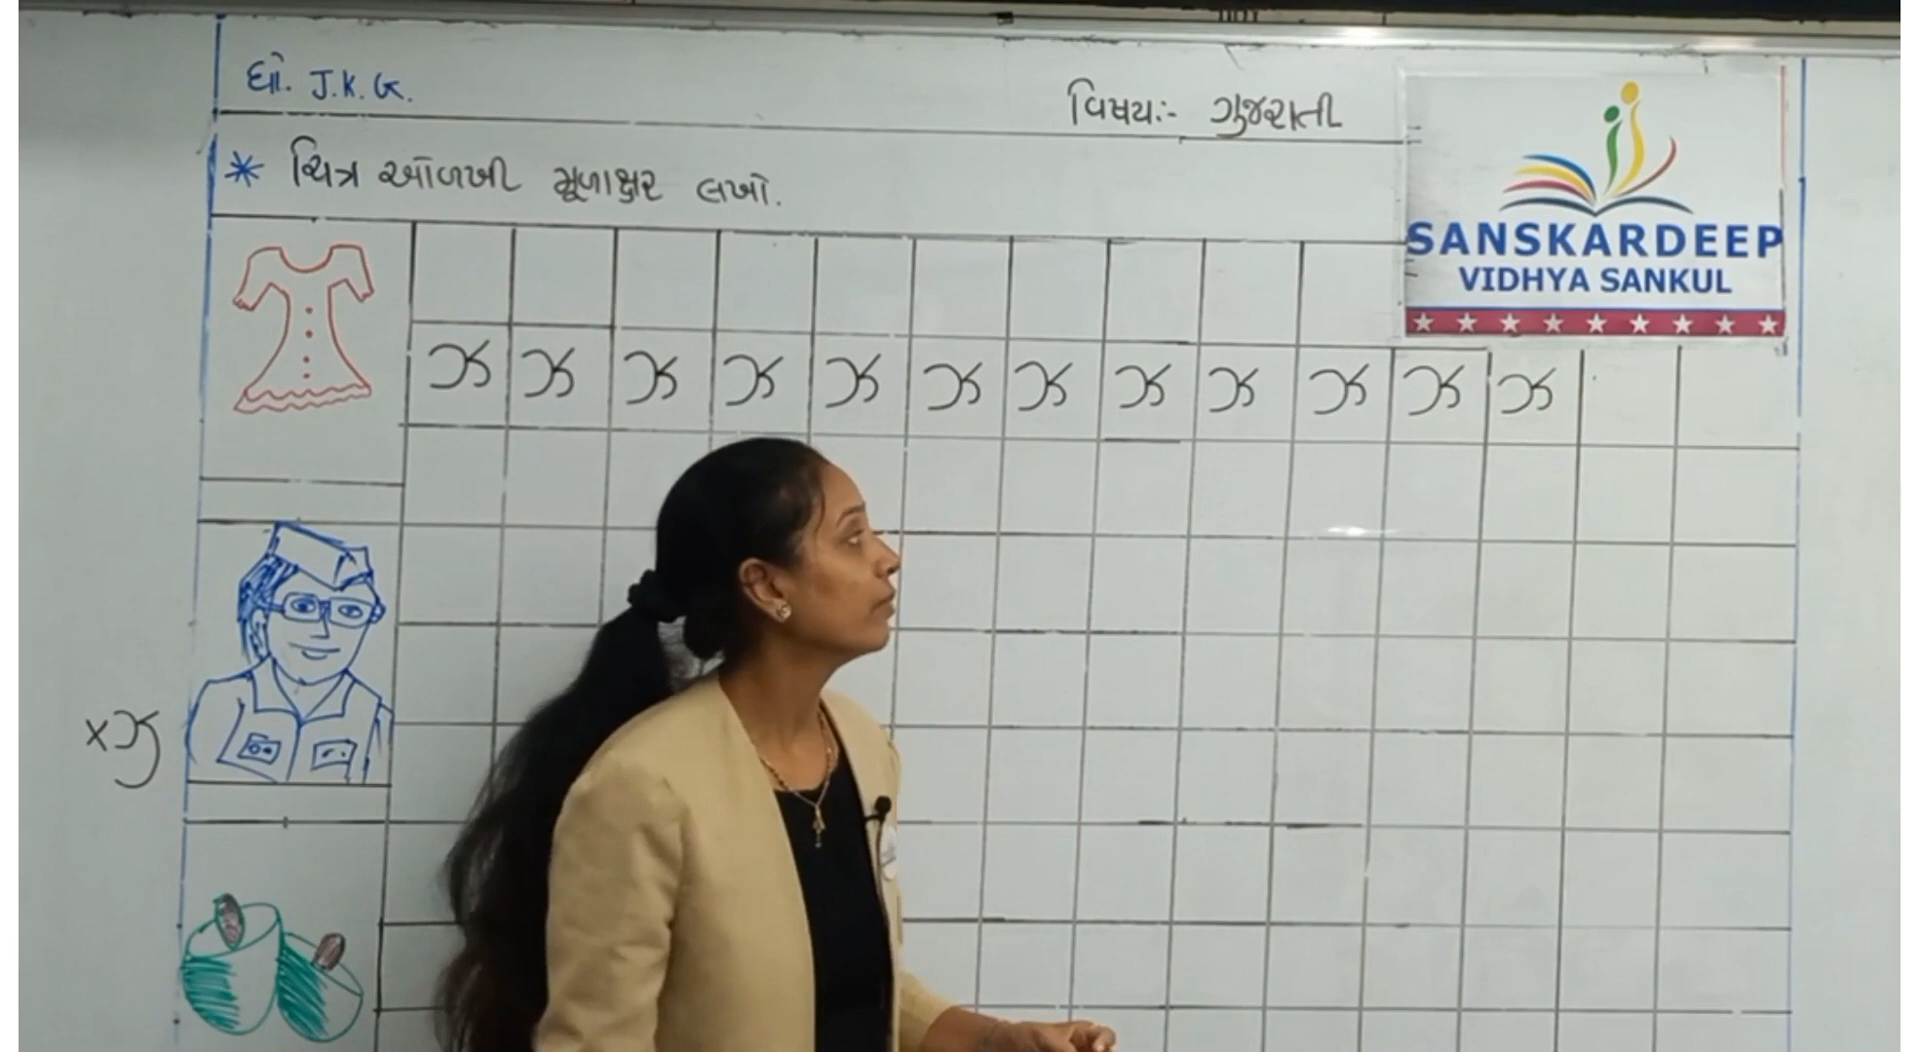 ધો. J.K.G.
વિષય:- ગુજરાતી
* ચિત્ર ઓળખી મૂળાક્ષર લખો.
SANSKARDEEP
VIDHYA SANKUL
ઝ ઝ ઝ ઝ ઝ ઝ ઝ ઝ ઝ ઝ ઝ ઝ